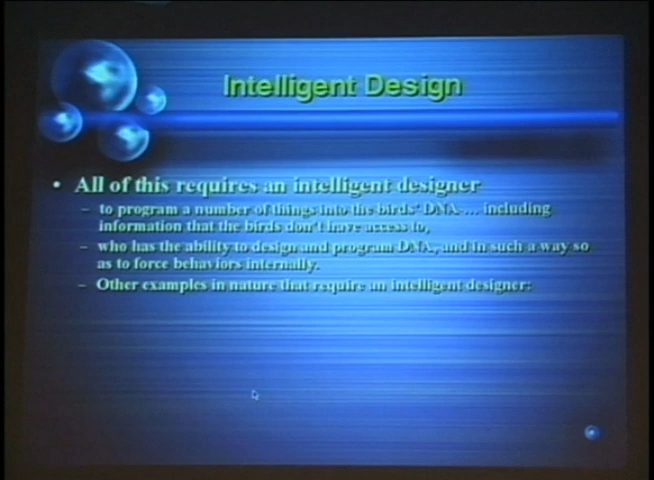 Intelligent Design
• All of this requires an intelligent designer
– to program a number of things into the birds' DNA ... including
information that the birds don't have access to,
– who has the ability to design and program DNA, and in such a way so
as to force behaviors internally.
– Other examples in nature that require an intelligent designer: